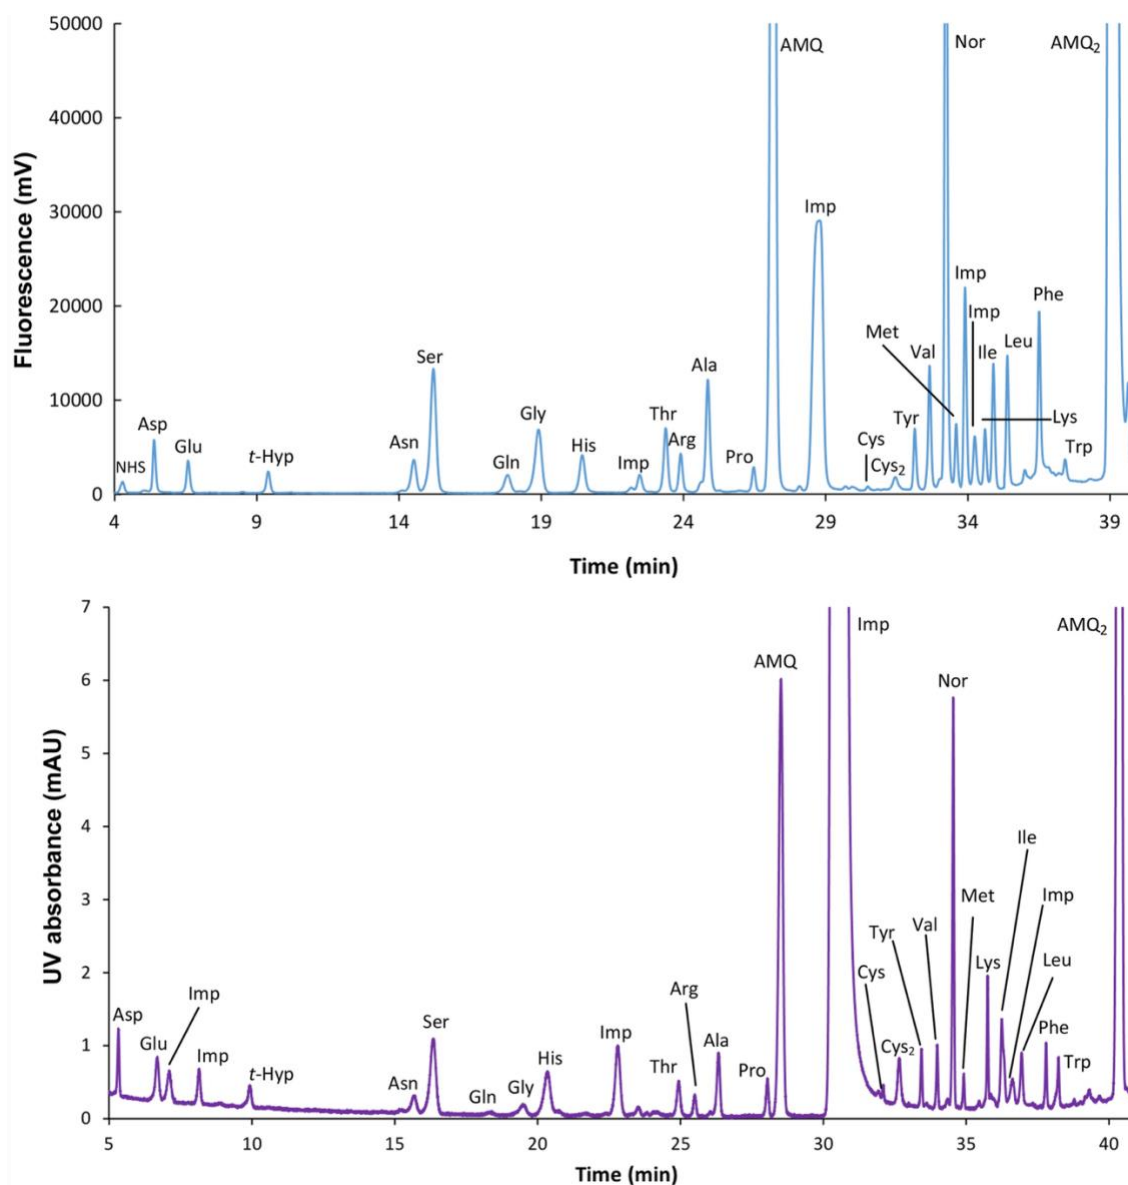 50000
40000
30000
20000
10000
0
Fluorescence (mV)
AMQ
Nor
AMQ₂
Imp
Imp
Imp
Phe
Met
Val
Ile
Leu
Ser
Ala
Asp
Glu
NHS
t-Hyp
Asn
Gln
Gly
His
Imp
Thr
Arg
Pro
Cys
Cys₂
Tyr
Lys
Trp
4 9 14 19 24 29 34 39
Time (min)
7
6
5
4
3
2
1
0
UV absorbance (mAU)
Imp
AMQ₂
AMQ
Nor
Ile
Met
Imp
Tyr
Val
Cys
Lys
Leu
Imp
Arg
Asp
Glu
Imp
t-Hyp
Ser
Asn
Gln
Gly
His
Imp
Thr
Ala
Pro
Cys₂
Phe
Trp
5 10 15 20 25 30 35 40
Time (min)